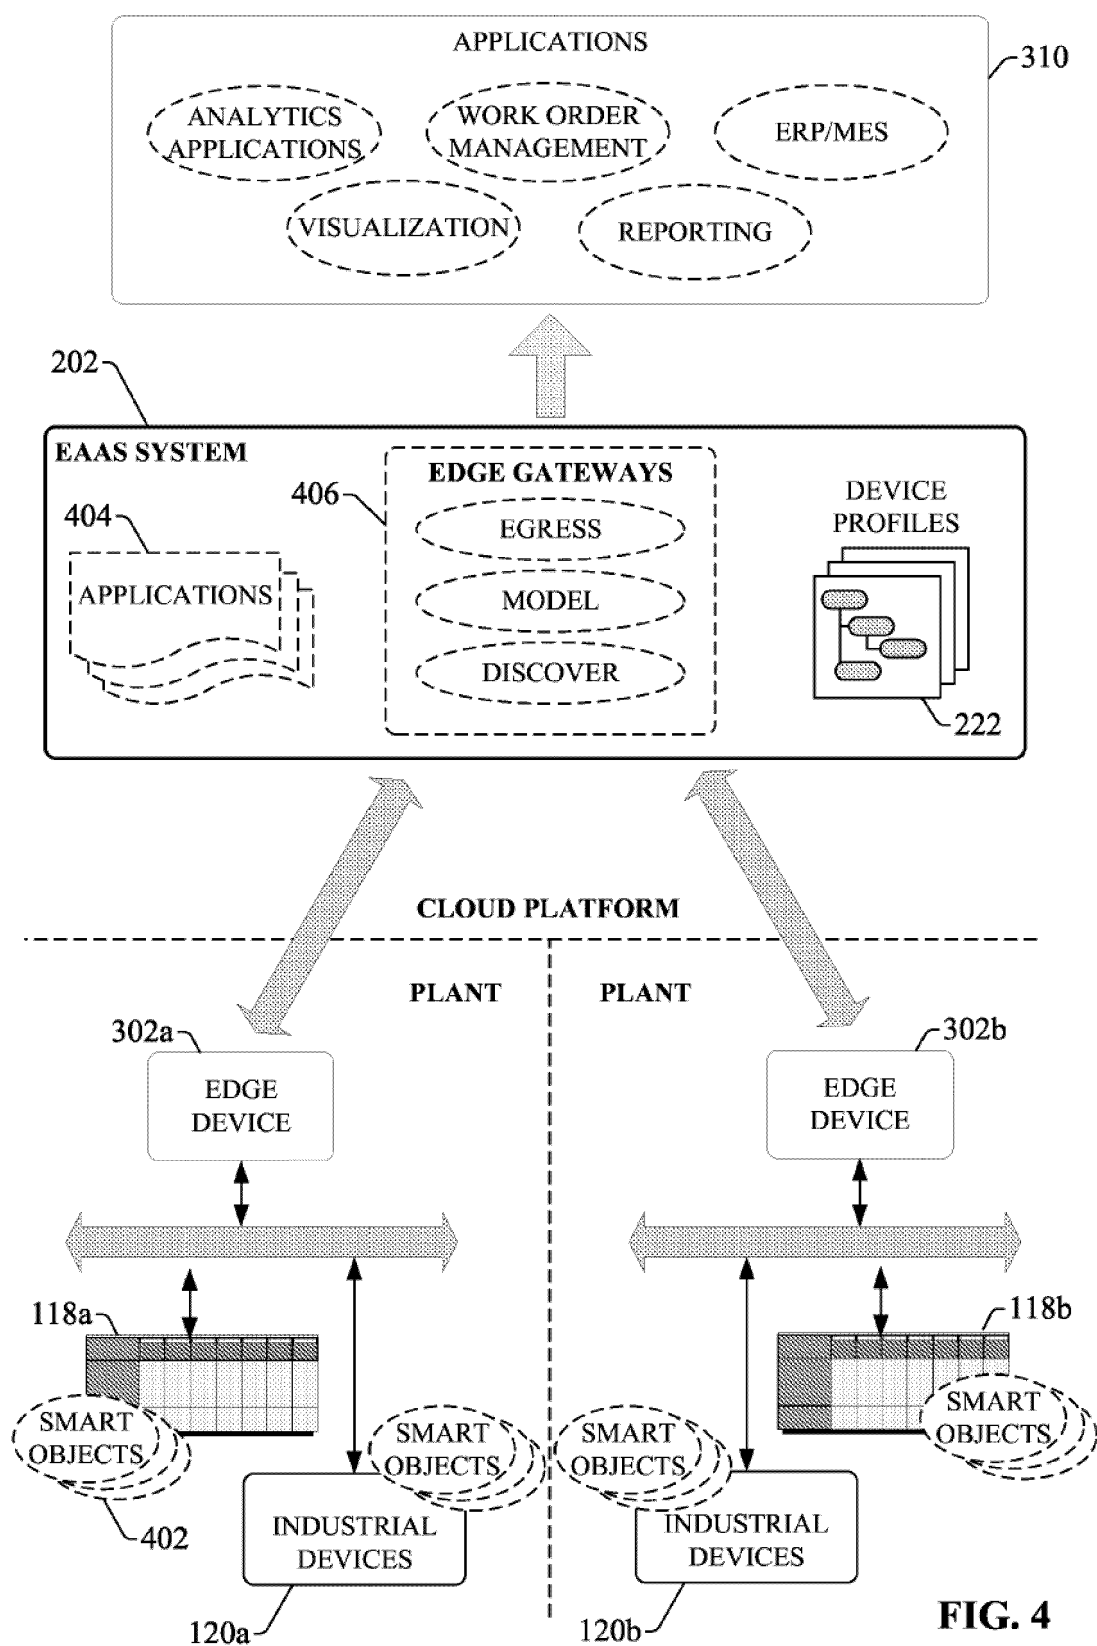 APPLICATIONS
310
ANALYTICS
APPLICATIONS
WORK ORDER
MANAGEMENT
ERP/MES
VISUALIZATION
REPORTING
202
EAAS SYSTEM
406
EDGE GATEWAYS
EGRESS
MODEL
DISCOVER
404
APPLICATIONS
DEVICE
PROFILES
222
CLOUD PLATFORM
PLANT
PLANT
302a
EDGE
DEVICE
302b
EDGE
DEVICE
118a
SMART
OBJECTS
402
SMART
OBJECTS
INDUSTRIAL
DEVICES
120a
118b
SMART
OBJECTS
SMART
OBJECTS
INDUSTRIAL
DEVICES
120b
FIG. 4